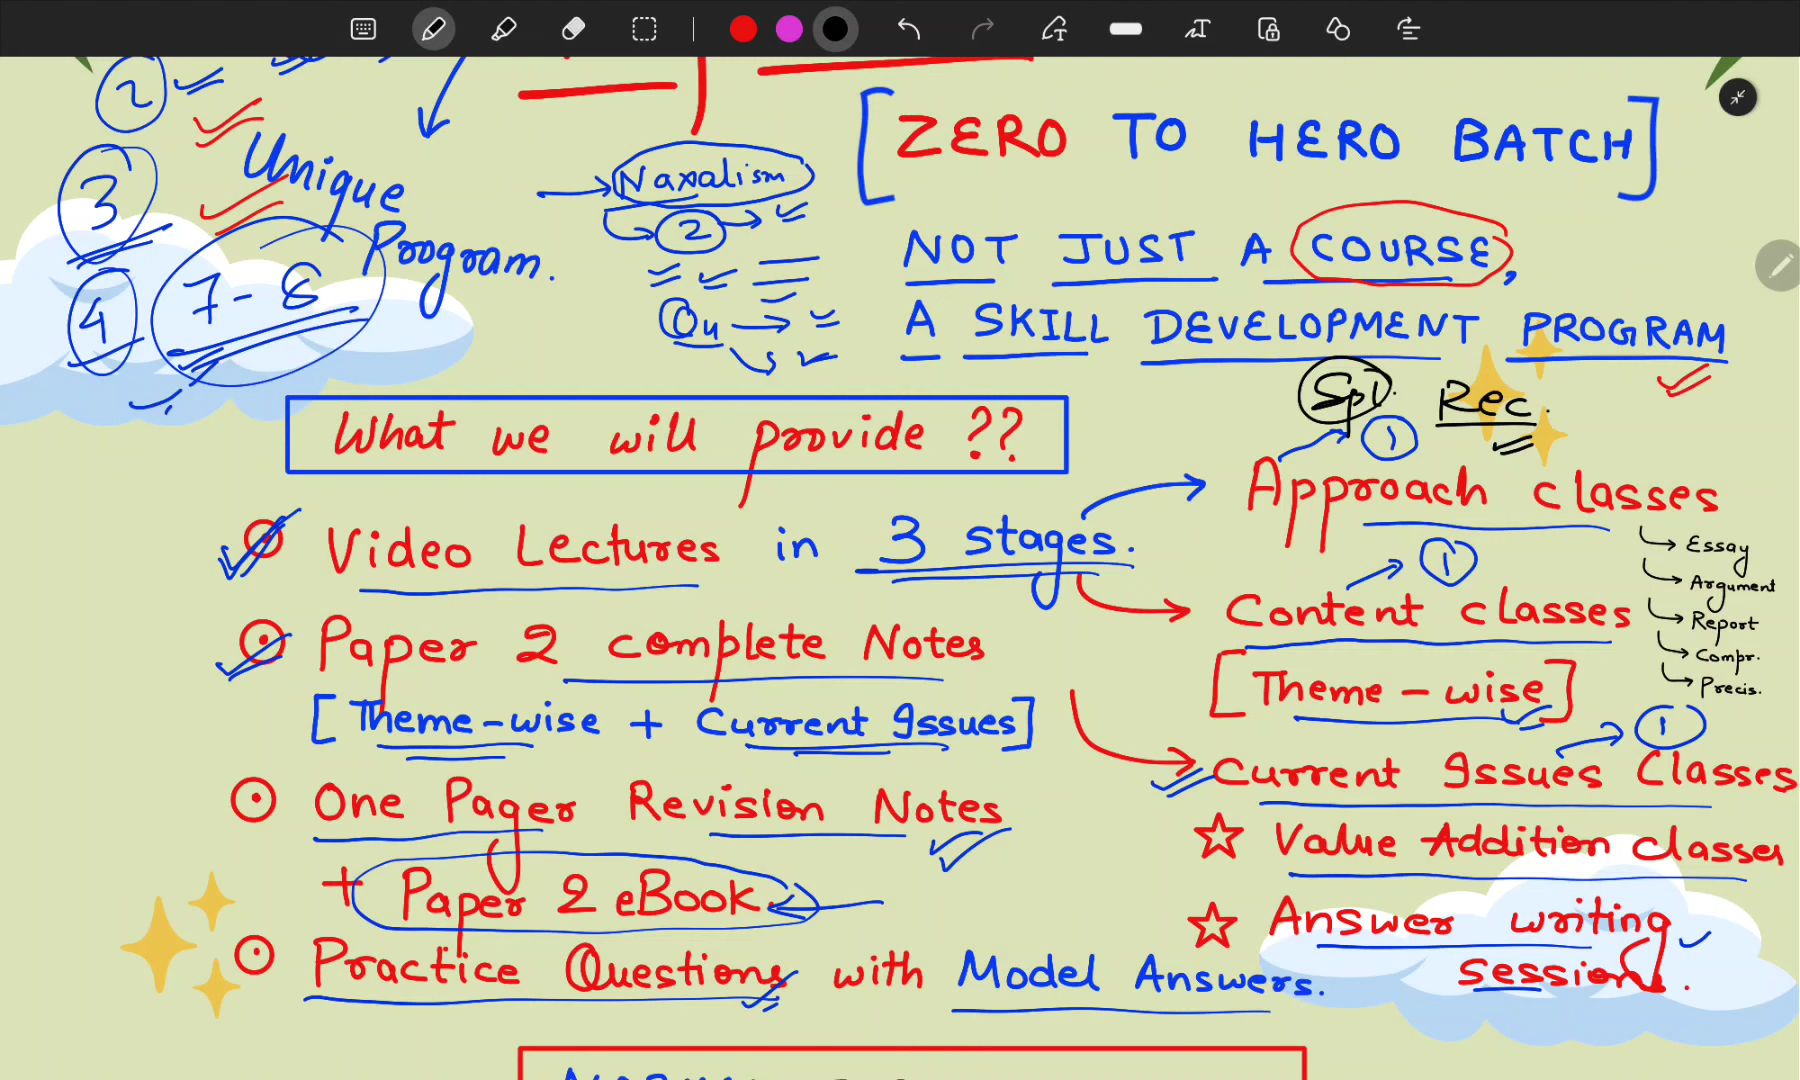 2
[ZERO TO HERO BATCH]
Unique
Program.
3
4
7-8
Naxalism
2
Qu
NOT JUST A COURSE,
A SKILL DEVELOPMENT PROGRAM
Spl. Rec.
What we will provide ??
Video Lectures in 3 stages.
Paper 2 complete Notes
[Theme-wise + Current Issues]
One Pager Revision Notes
+ Paper 2 eBook
Practice Questions with Model Answers.
1
Approach classes
Essay
Argument
Report
Compr.
Precis.
1
Content classes
[Theme-wise]
1
Current Issues Classes
Value Addition classes
Answer writing
sessions.